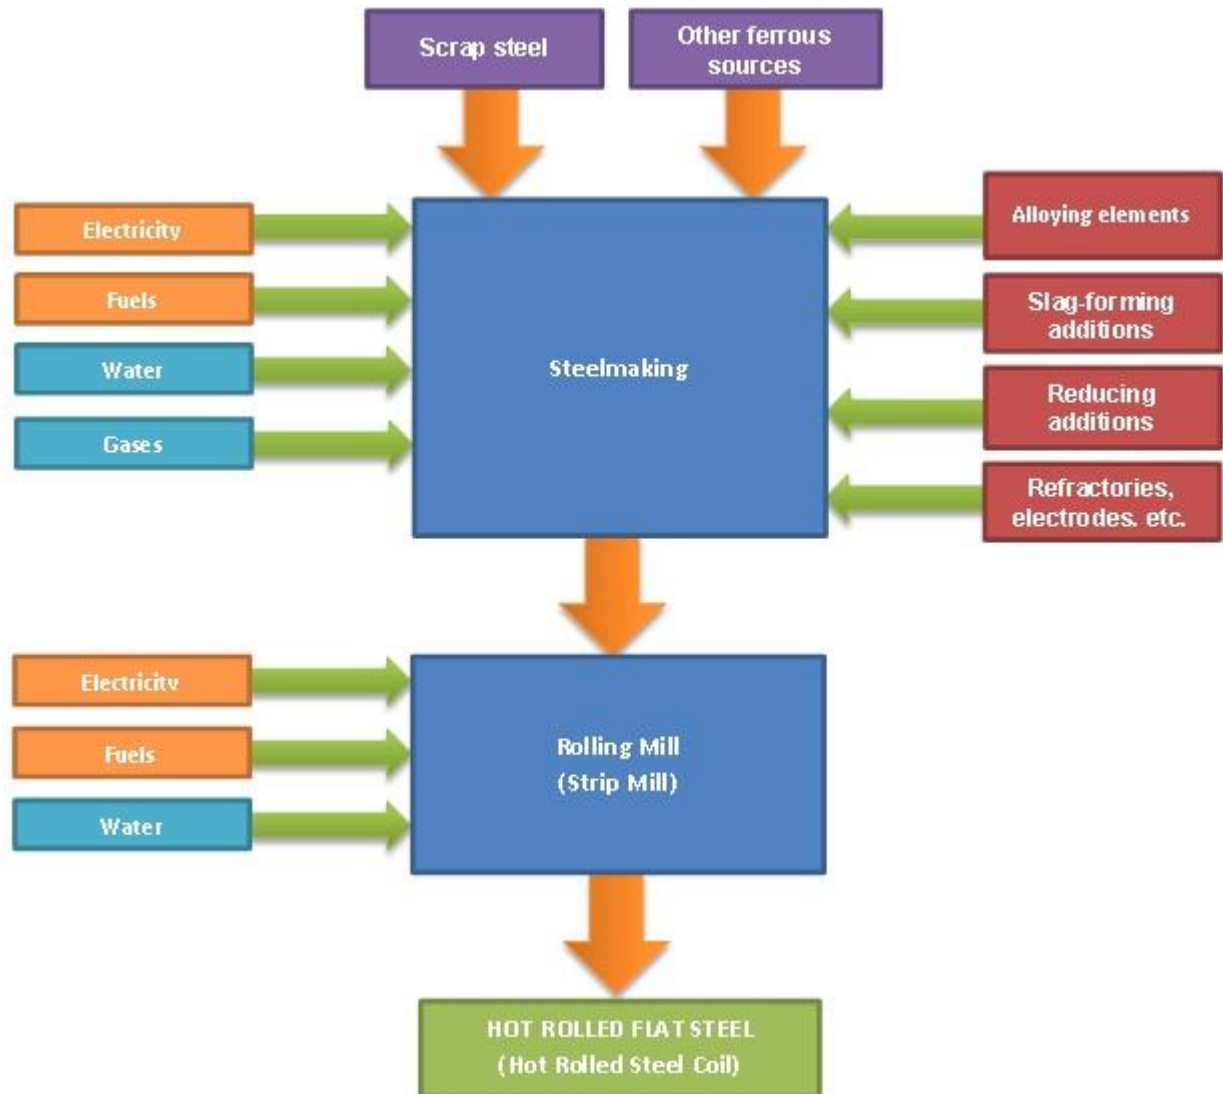 Scrap steel
Other ferrous
sources
Electricity
Fuels
Water
Gases
Steelmaking
Alloying elements
Slag-forming
additions
Reducing
additions
Refractories,
electrodes. etc.
Electricity
Fuels
Water
Rolling Mill
(Strip Mill)
HOT ROLLED FLAT STEEL
(Hot Rolled Steel Coil)